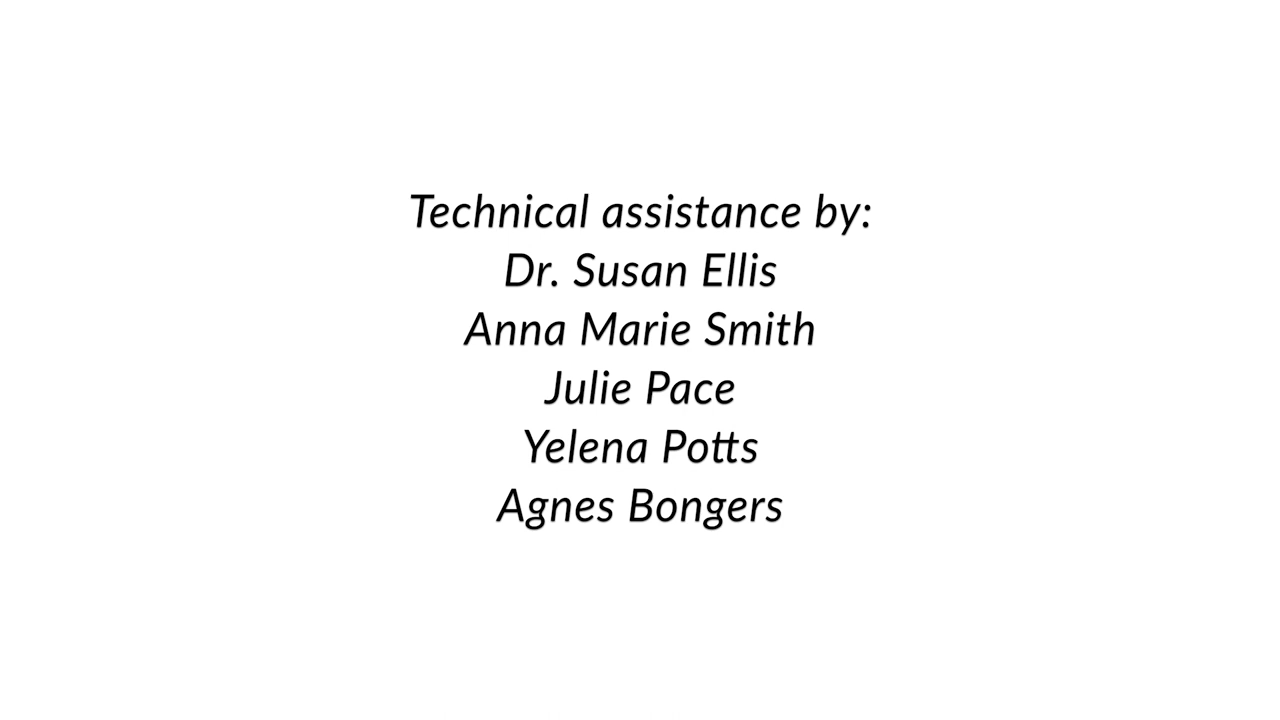 Technical assistance by:
Dr. Susan Ellis
Anna Marie Smith
Julie Pace
Yelena Potts
Agnes Bongers